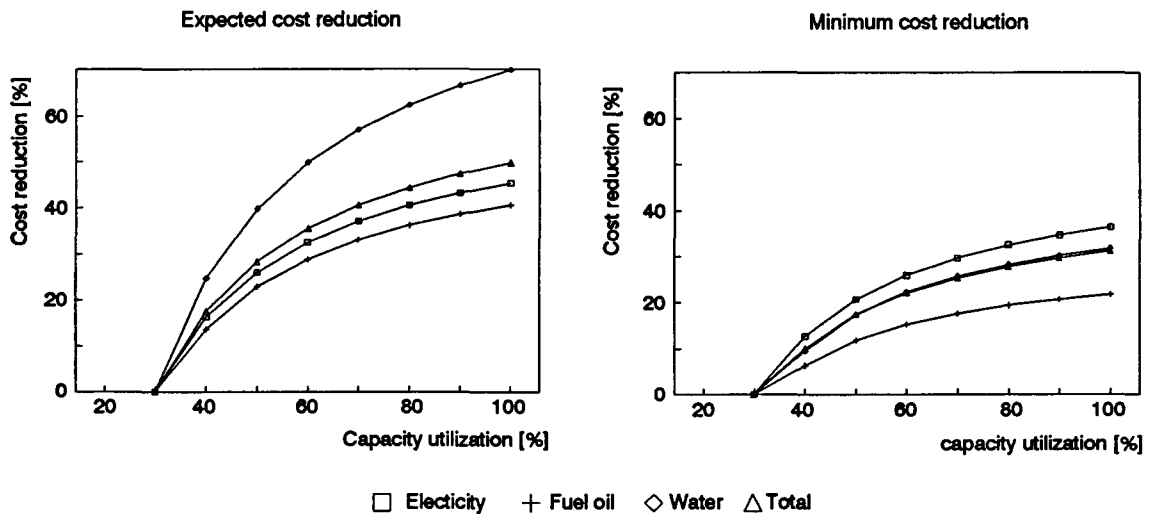 Expected cost reduction
Cost reduction [%]
60
40
20
0
20 40 60 80 100
Capacity utilization [%]
Minimum cost reduction
Cost reduction [%]
60
40
20
0
20 40 60 80 100
capacity utilization [%]
Electicity Fuel oil Water Total